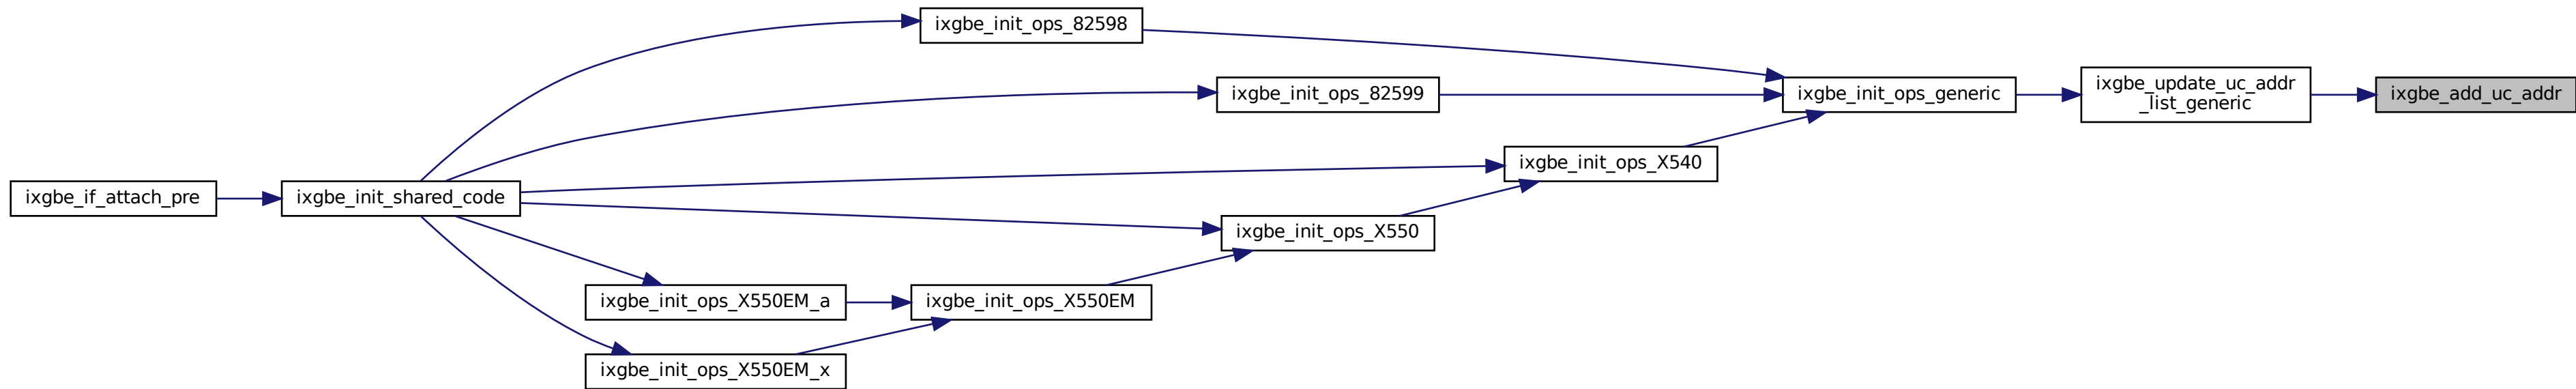 ixgbe_init_ops_82598
ixgbe_init_ops_82599
ixgbe_init_ops_generic
ixgbe_update_uc_addr
_list_generic
ixgbe_add_uc_addr
ixgbe_init_ops_X540
ixgbe_if_attach_pre
ixgbe_init_shared_code
ixgbe_init_ops_X550
ixgbe_init_ops_X550EM_a
ixgbe_init_ops_X550EM
ixgbe_init_ops_X550EM_x